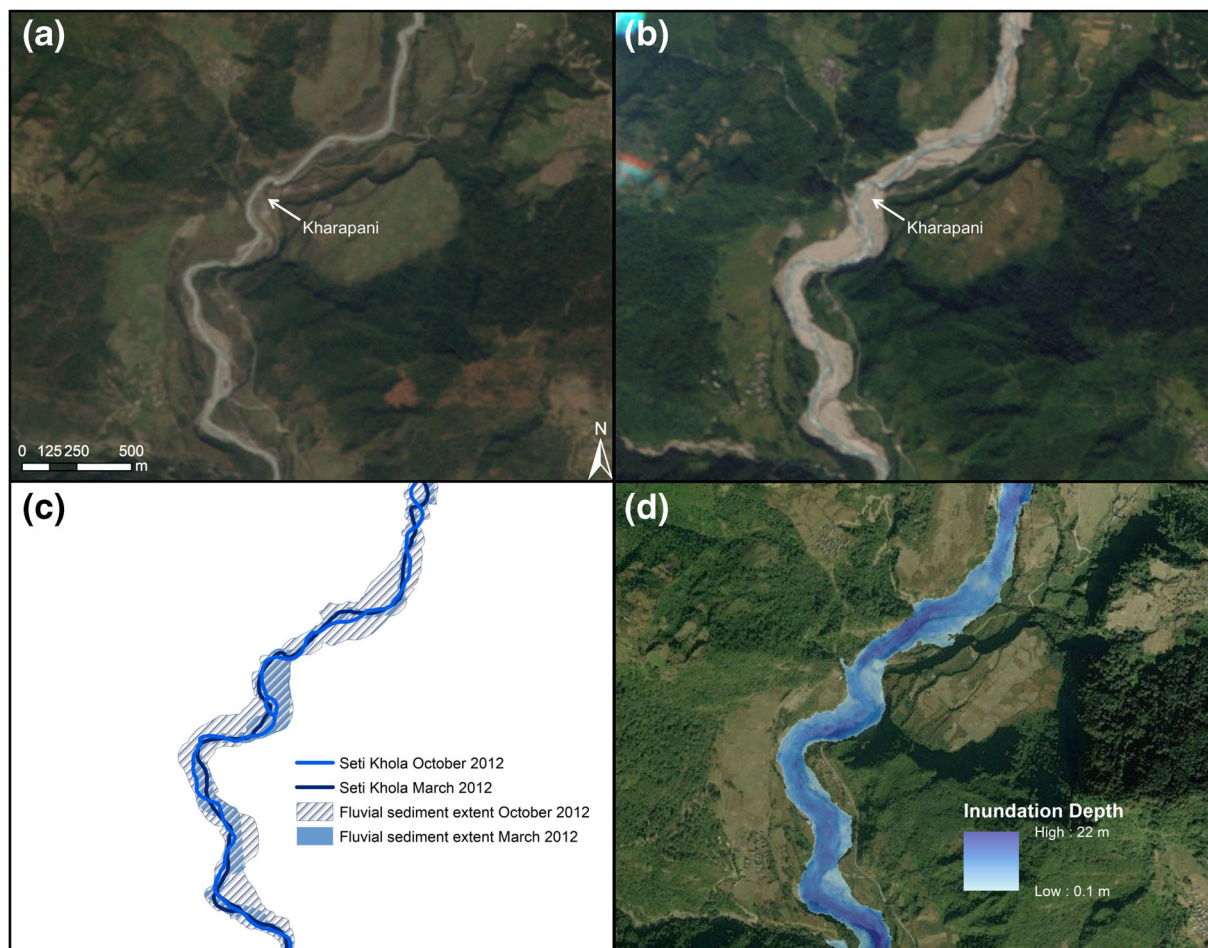 (a)
Kharapani
0 125 250 500
m
N
(b)
Kharapani
(c)
Seti Khola October 2012
Seti Khola March 2012
Fluvial sediment extent October 2012
Fluvial sediment extent March 2012
(d)
Inundation Depth
High : 22 m
Low : 0.1 m